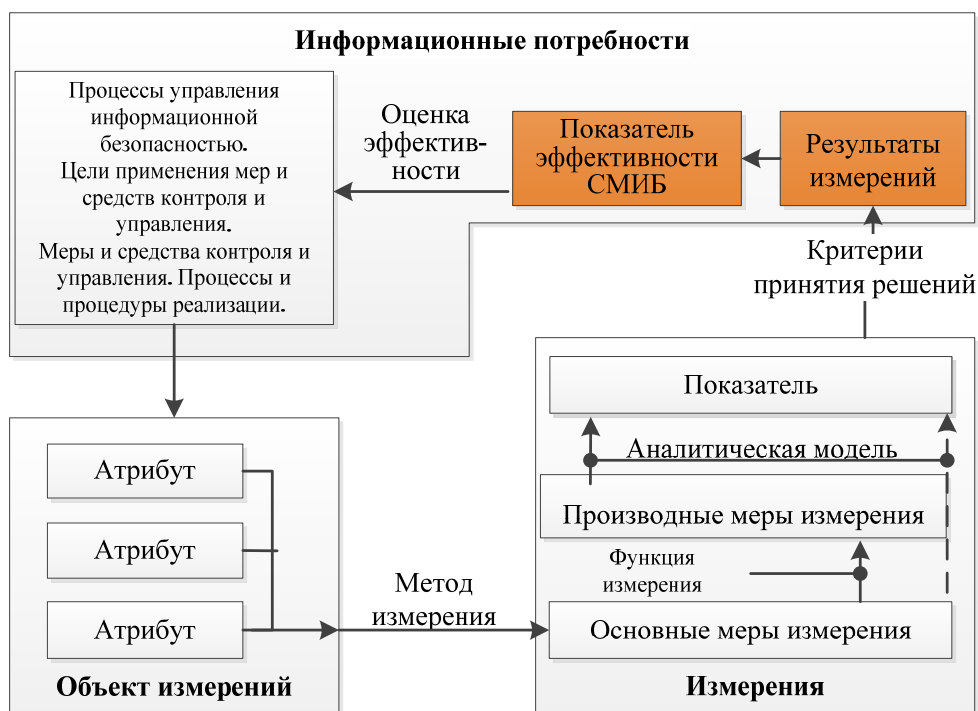 Информационные потребности
Процессы управления
информационной
безопасностью.
Цели применения мер и
средств контроля и
управления.
Меры и средства контроля и
управления. Процессы и
процедуры реализации.
Оценка
эффектив-
ности
Показатель
эффективности
СМИБ
Результаты
измерений
Критерии
принятия решений
Показатель
Аналитическая модель
Производные меры измерения
Функция
измерения
Основные меры измерения
Измерения
Атрибут
Атрибут
Атрибут
Объект измерений
Метод
измерения